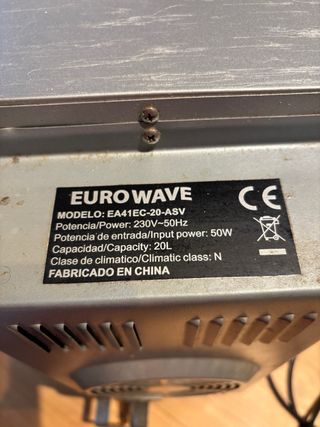 EUROWAVE
MODELO: EA41EC-20-ASV
Potencia/Power: 230V~50Hz
Potencia de entrada/Input power: 50W
Capacidad/Capacity: 20L
Clase de climatico/Climatic class: N
FABRICADO EN CHINA
CE